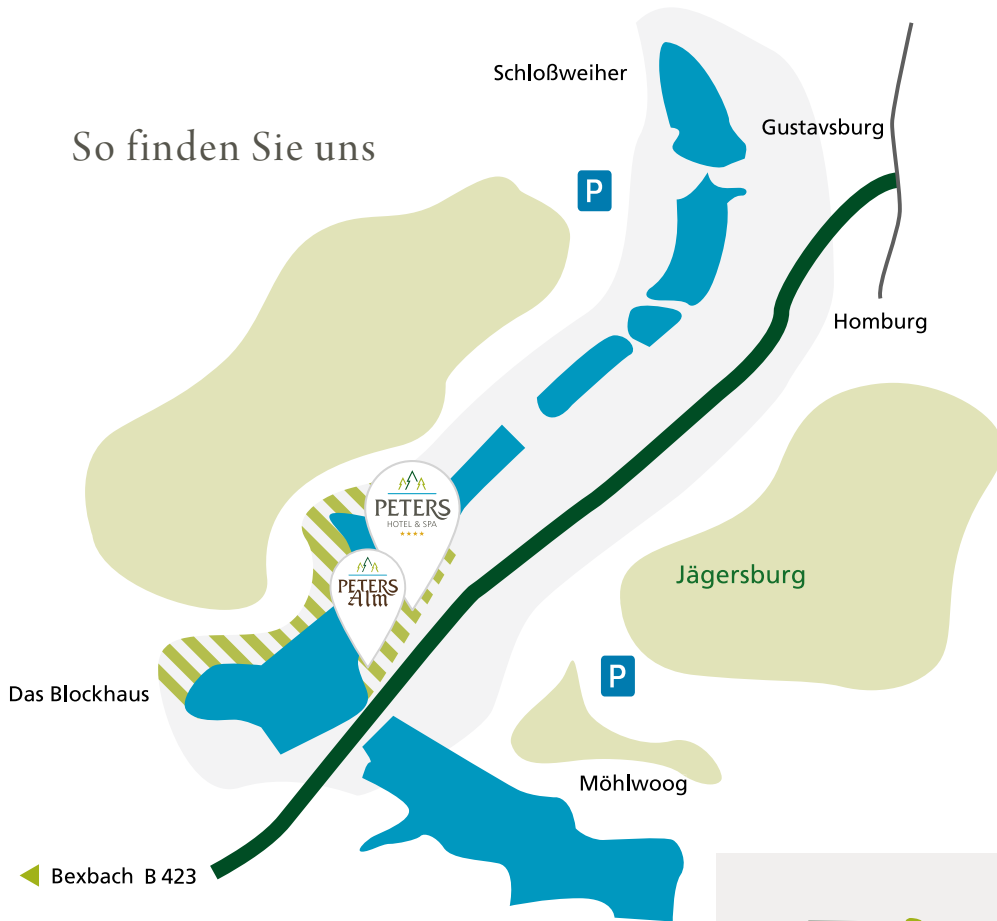 So finden Sie uns
Schloßweiher
Gustavsburg
P
Homburg
PETERS
HOTEL & SPA
PETERS
Alm
Jägersburg
P
Das Blockhaus
Möhlwoog
Bexbach B 423